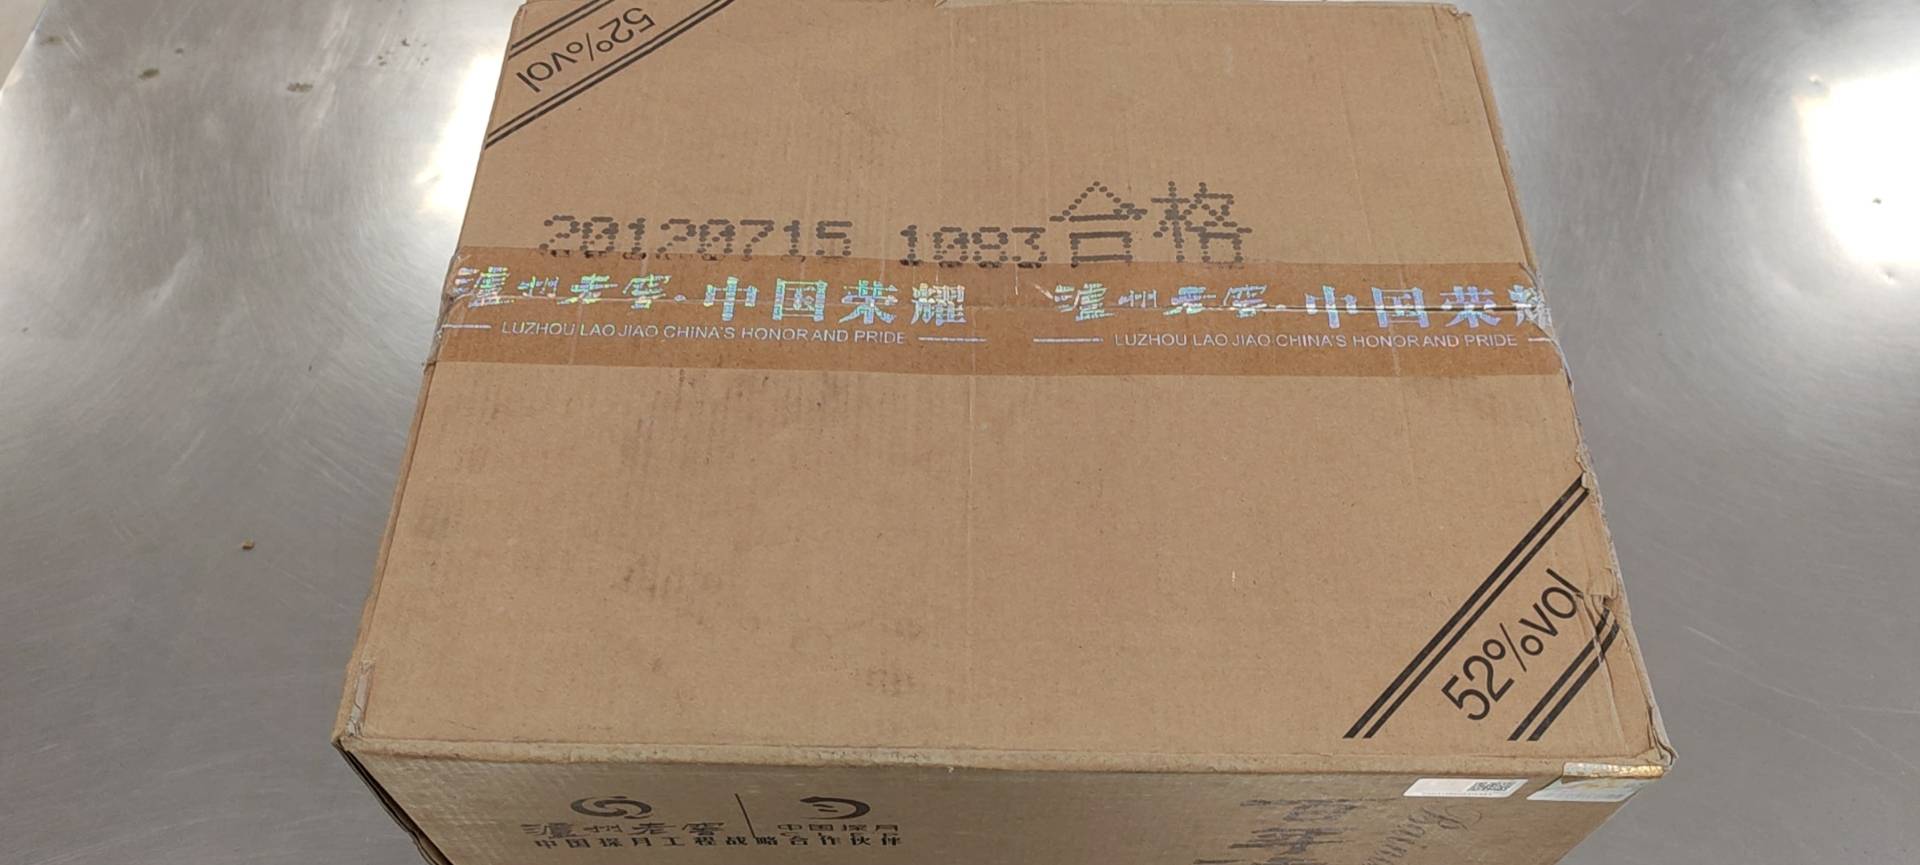 52%vol
20120715 1083合格
泸州老窖·中国荣耀 泸州老窖·中国荣耀
LUZHOU LAO JIAO CHINA'S HONOR AND PRIDE LUZHOU LAO JIAO CHINA'S HONOR AND PRIDE
52%vol
泸州老窖 中国探月
中国探月工程战略合作伙伴